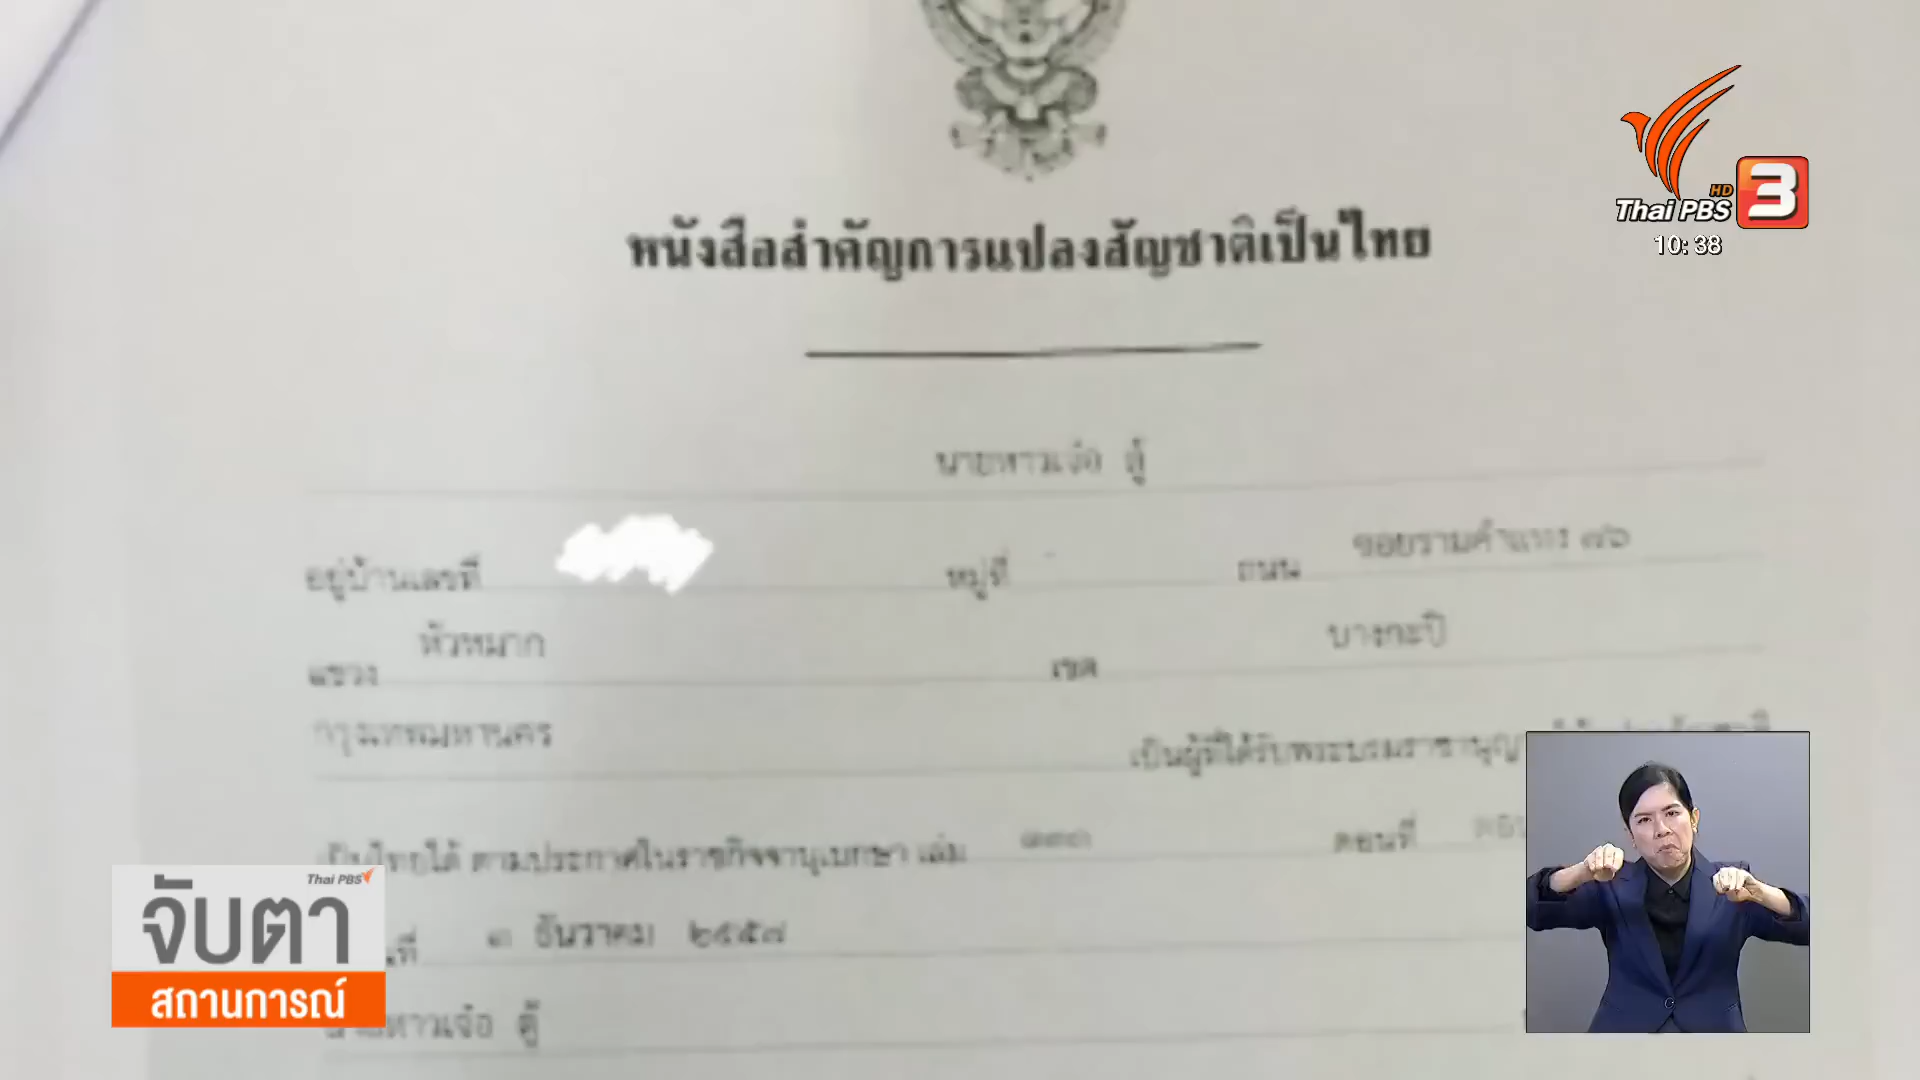 หนังสือสำคัญการแปลงสัญชาติเป็นไทย
Thai PBS HD 3
10:38
นายหาวเจ๋อ ตู้
อยู่บ้านเลขที่ หมู่ที่ - ถนน ซอยรามคำแหง ๗๖
แขวง หัวหมาก เขต บางกะปิ
กรุงเทพมหานคร เป็นผู้ที่ได้รับพระบรมราชานุญา
เป็นไทยได้ ตามประกาศในราชกิจจานุเบกษา เล่ม ๑๓๑ ตอนที่
ธันวาคม ๒๕๕๗
นายหาวเจ๋อ ตู้
Thai PBS
จับตา
สถานการณ์